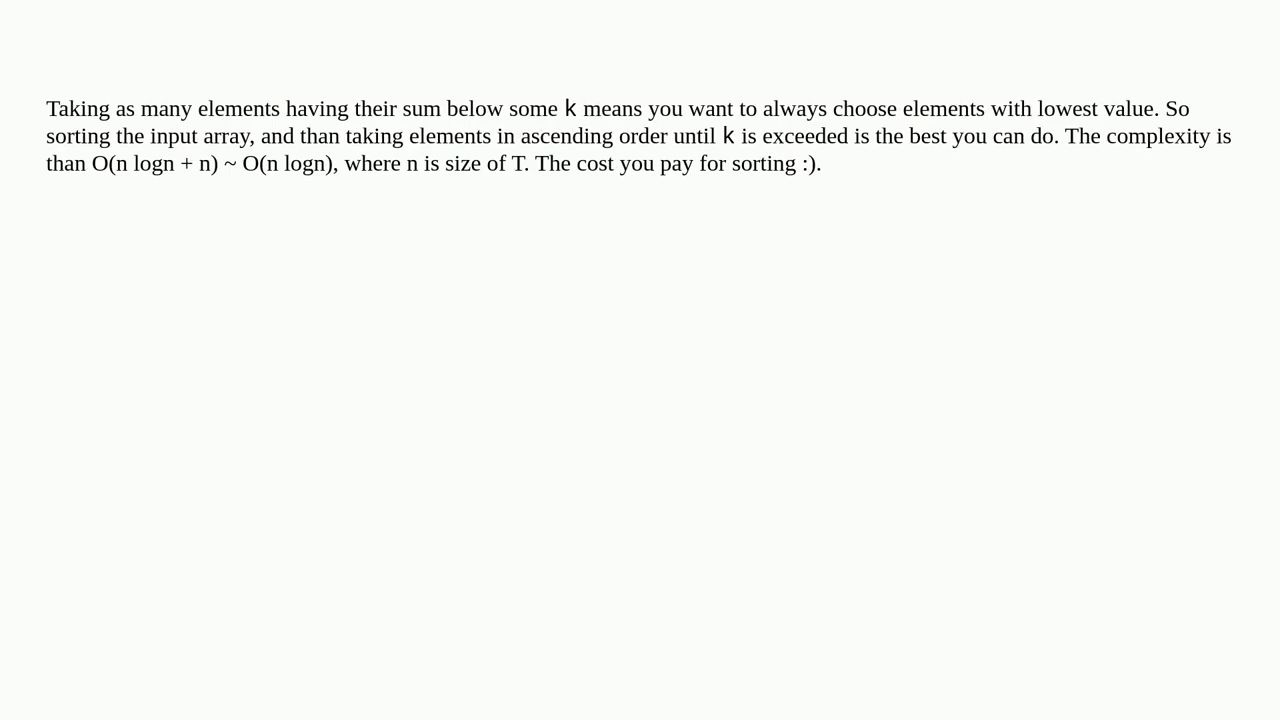 Taking as many elements having their sum below some k means you want to always choose elements with lowest value. So
sorting the input array, and than taking elements in ascending order until k is exceeded is the best you can do. The complexity is
than O(n logn + n) ~ O(n logn), where n is size of T. The cost you pay for sorting :).